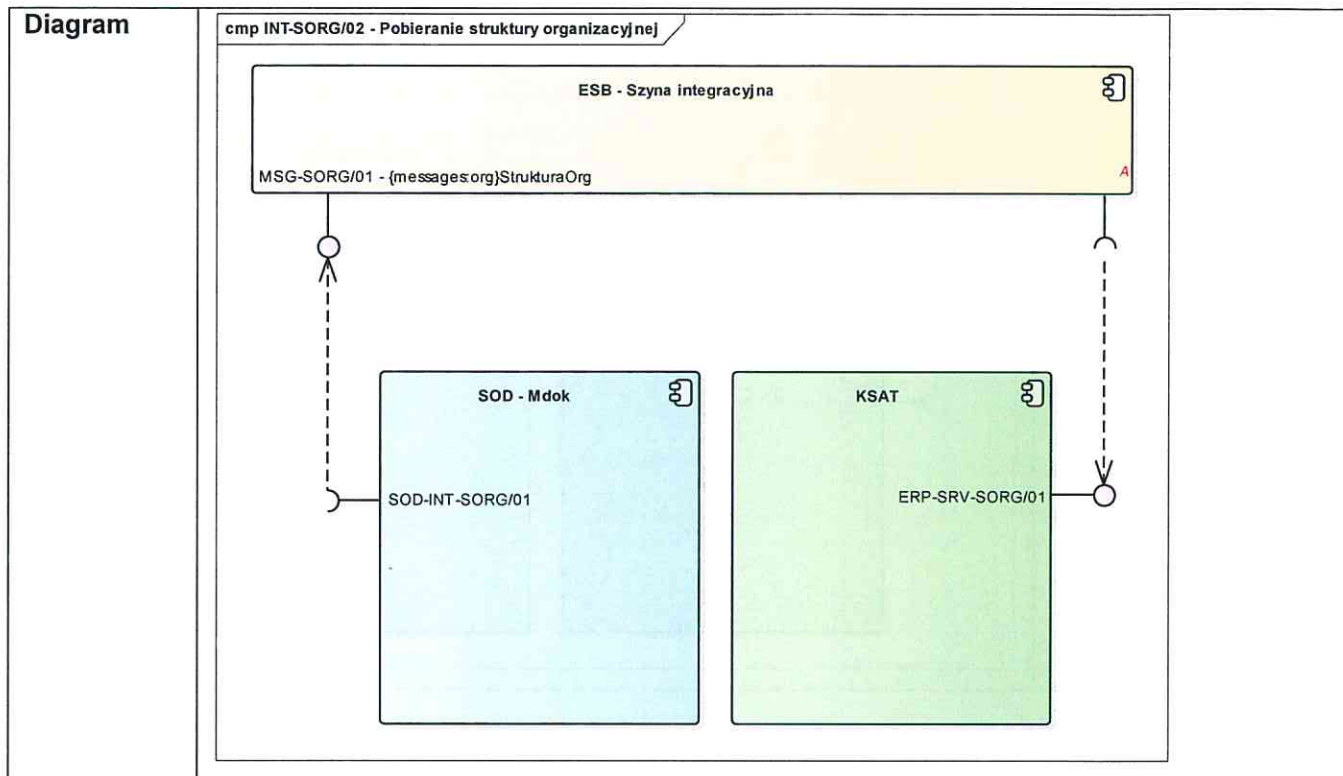 Diagram
cmp INT-SORG/02 - Pobieranie struktury organizacyjnej
ESB - Szyna integracyjna
MSG-SORG/01 - {messages:org}StrukturaOrg
A
SOD - Mdok
KSAT
SOD-INT-SORG/01
ERP-SRV-SORG/01